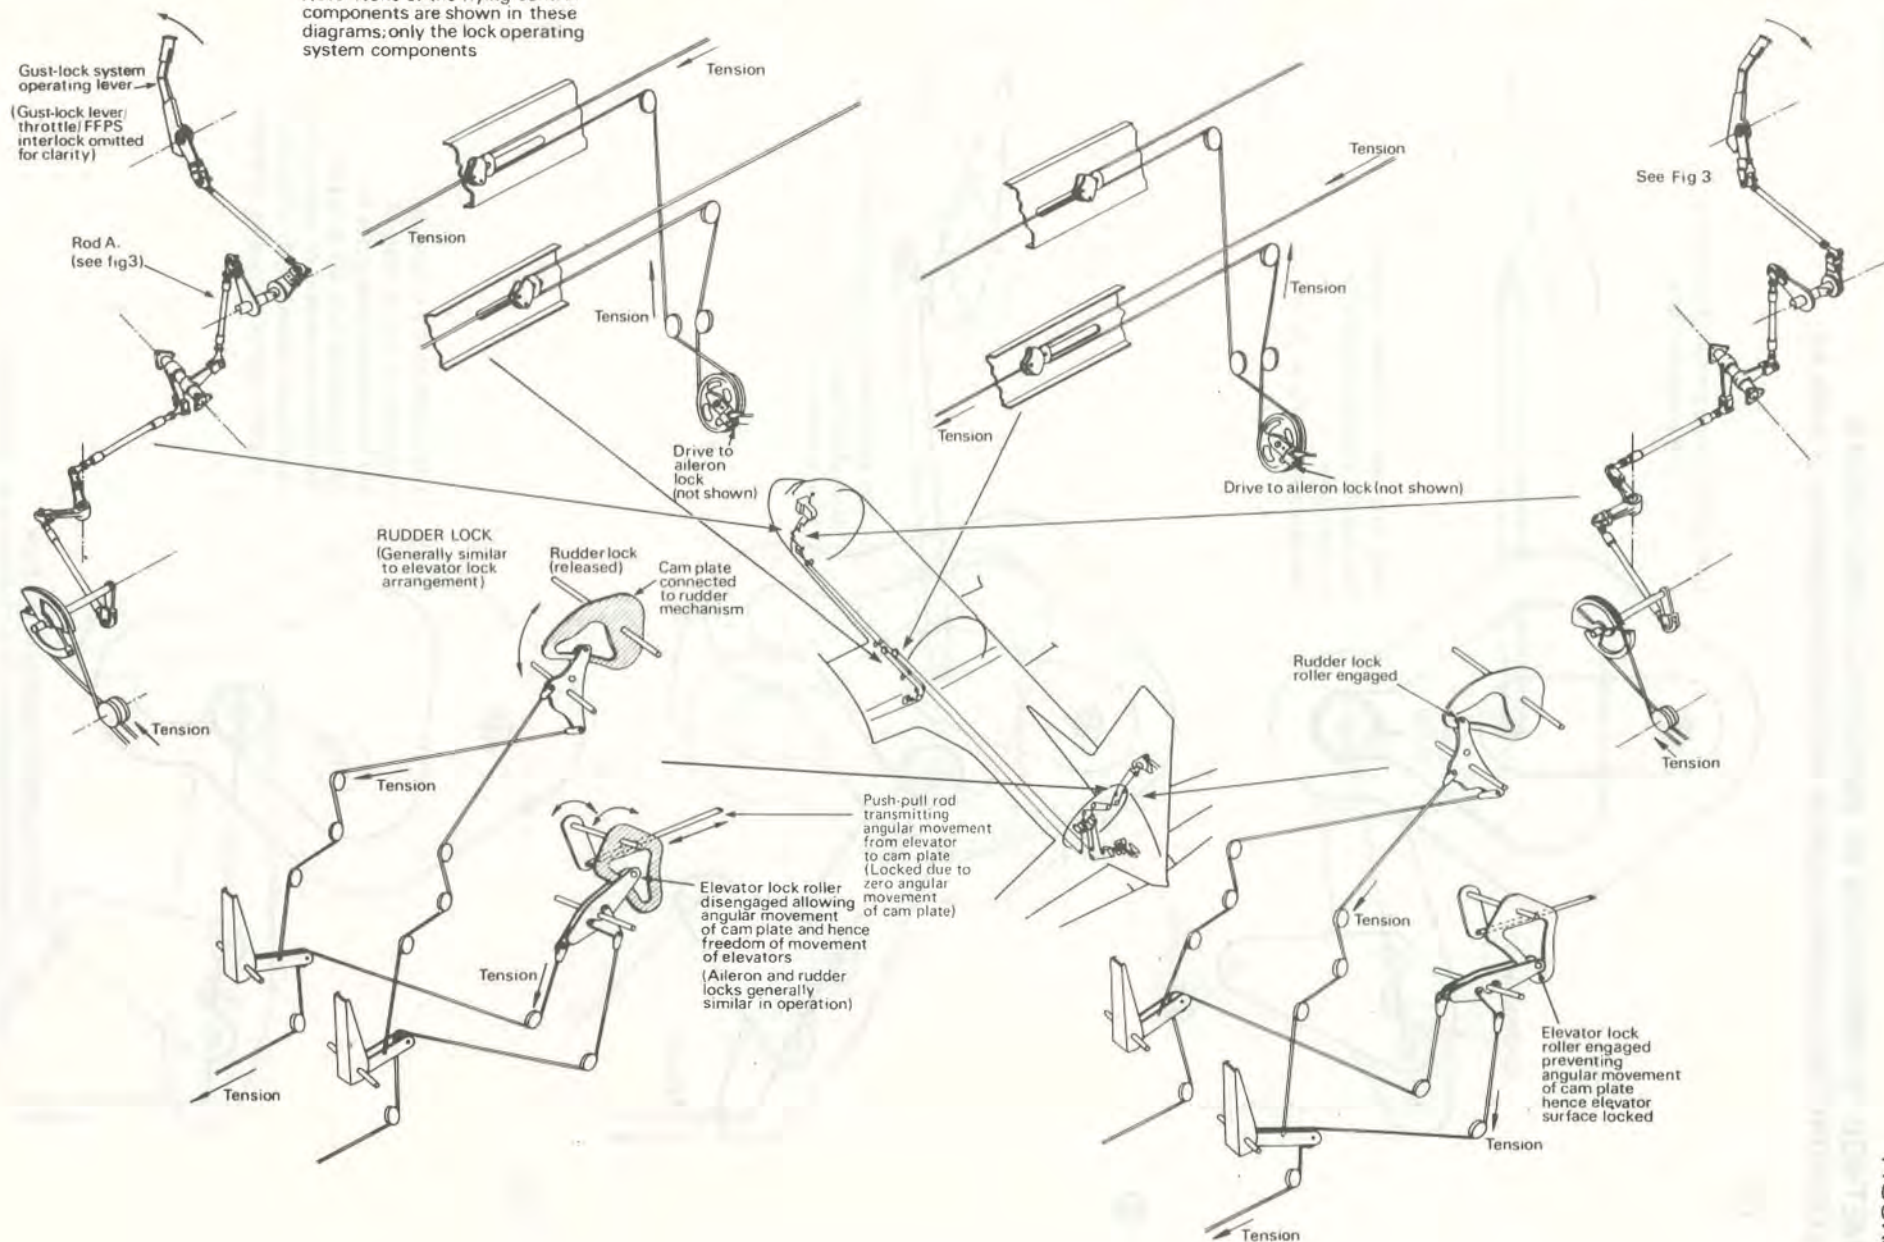 components are shown in these
diagrams;only the lock operating
system components
Gust-lock system
operating lever
(Gust-lock lever/
throttle/FFPS
interlock omitted
for clarity)
Tension
Tension
Rod A.
(see fig3)
Tension
Drive to
aileron
lock
(not shown)
Tension
Tension
Tension
Drive to aileron lock (not shown)
See Fig 3
RUDDER LOCK
(Generally similar
to elevator lock
arrangement)
Rudder lock
(released)
Cam plate
connected
to rudder
mechanism
Tension
Tension
Push-pull rod
transmitting
angular movement
from elevator
to cam plate
(Locked due to
zero angular
movement
of cam plate)
Elevator lock roller
disengaged allowing
angular movement
of cam plate and hence
freedom of movement
of elevators
(Aileron and rudder
locks generally
similar in operation)
Tension
Tension
Rudder lock
roller engaged
Tension
Tension
Elevator lock
roller engaged
preventing
angular movement
of cam plate
hence elevator
surface locked
Tension
Tension